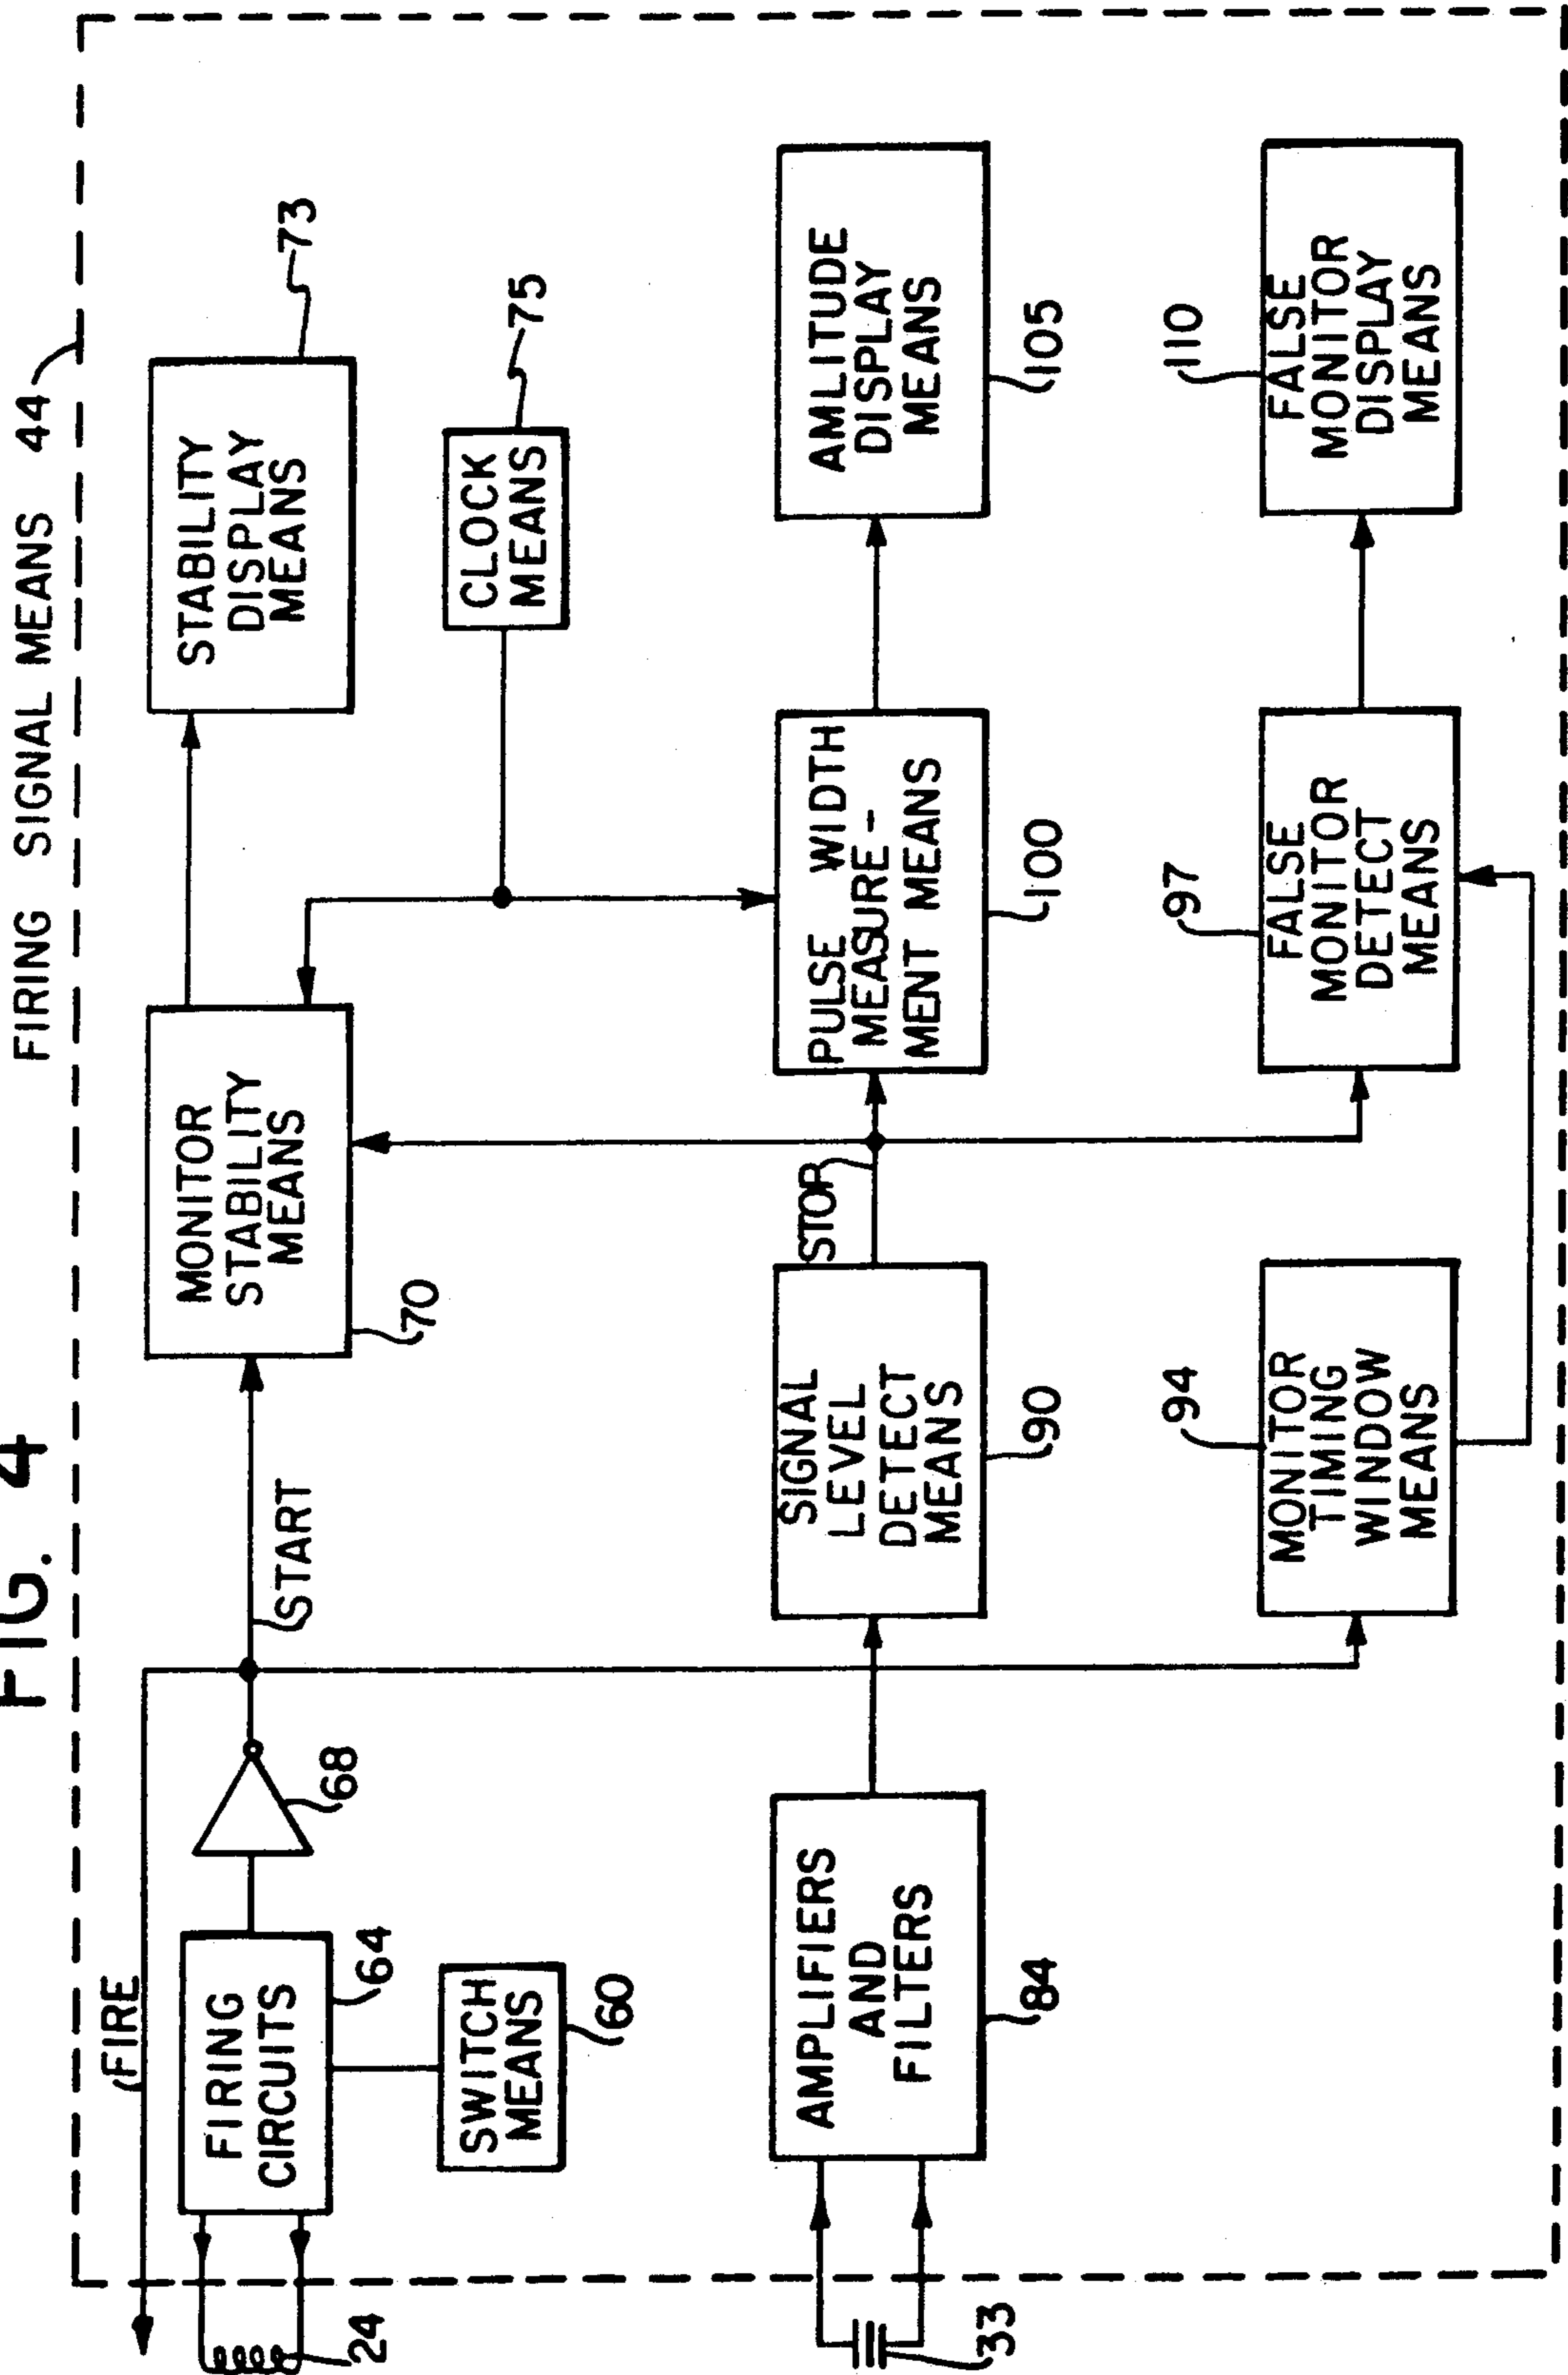 FIG. 4
FIRING SIGNAL MEANS 44
FIRE
FIRING
CIRCUITS
64
24
68
START
MONITOR
STABILITY
MEANS
70
STABILITY
DISPLAY
MEANS
73
SWITCH
MEANS
60
CLOCK
MEANS
75
AMPLIFIERS
AND
FILTERS
84
33
SIGNAL
LEVEL
DETECT
MEANS
90
STOP
PULSE WIDTH
MEASURE-
MENT MEANS
100
AMLITUDE
DISPLAY
MEANS
105
MONITOR
TIMING
WINDOW
MEANS
94
FALSE
MONITOR
DETECT
MEANS
97
FALSE
MONITOR
DISPLAY
MEANS
110